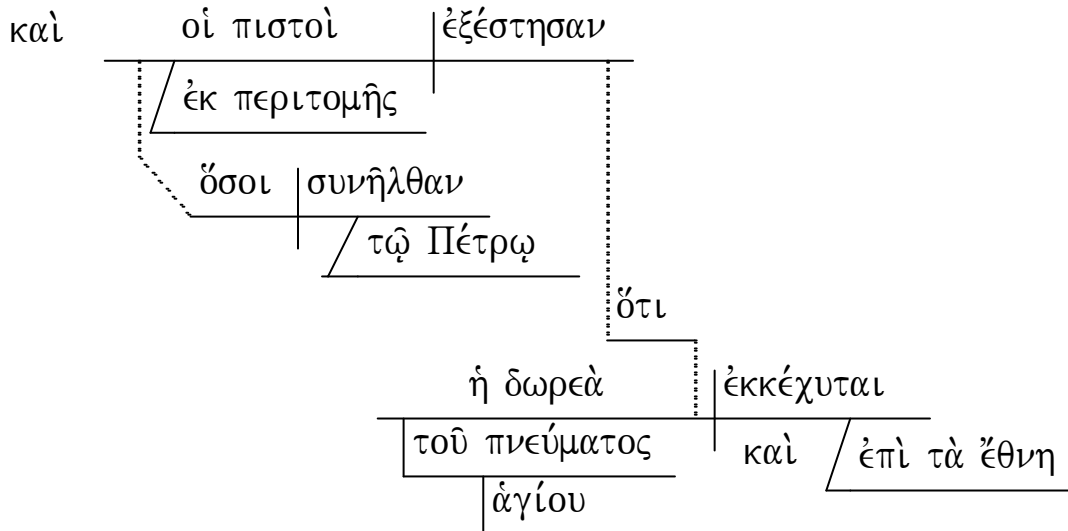 καὶ οἱ πιστοὶ ἐξέστησαν
ἐκ περιτομῆς
ὅσοι συνῆλθαν
τῷ Πέτρῳ
ὅτι
ἡ δωρεὰ ἐκκέχυται
τοῦ πνεύματος καὶ ἐπὶ τὰ ἔθνη
ἁγίου